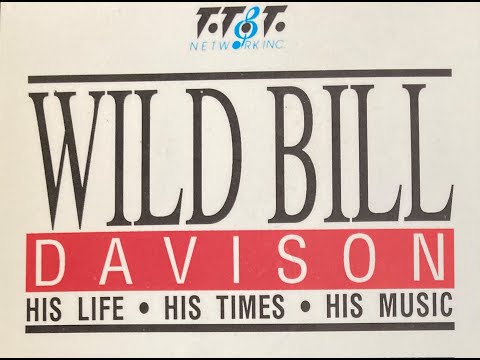 T.T.&T.
NETWORK INC.
WILD BILL
DAVISON
HIS LIFE • HIS TIMES • HIS MUSIC